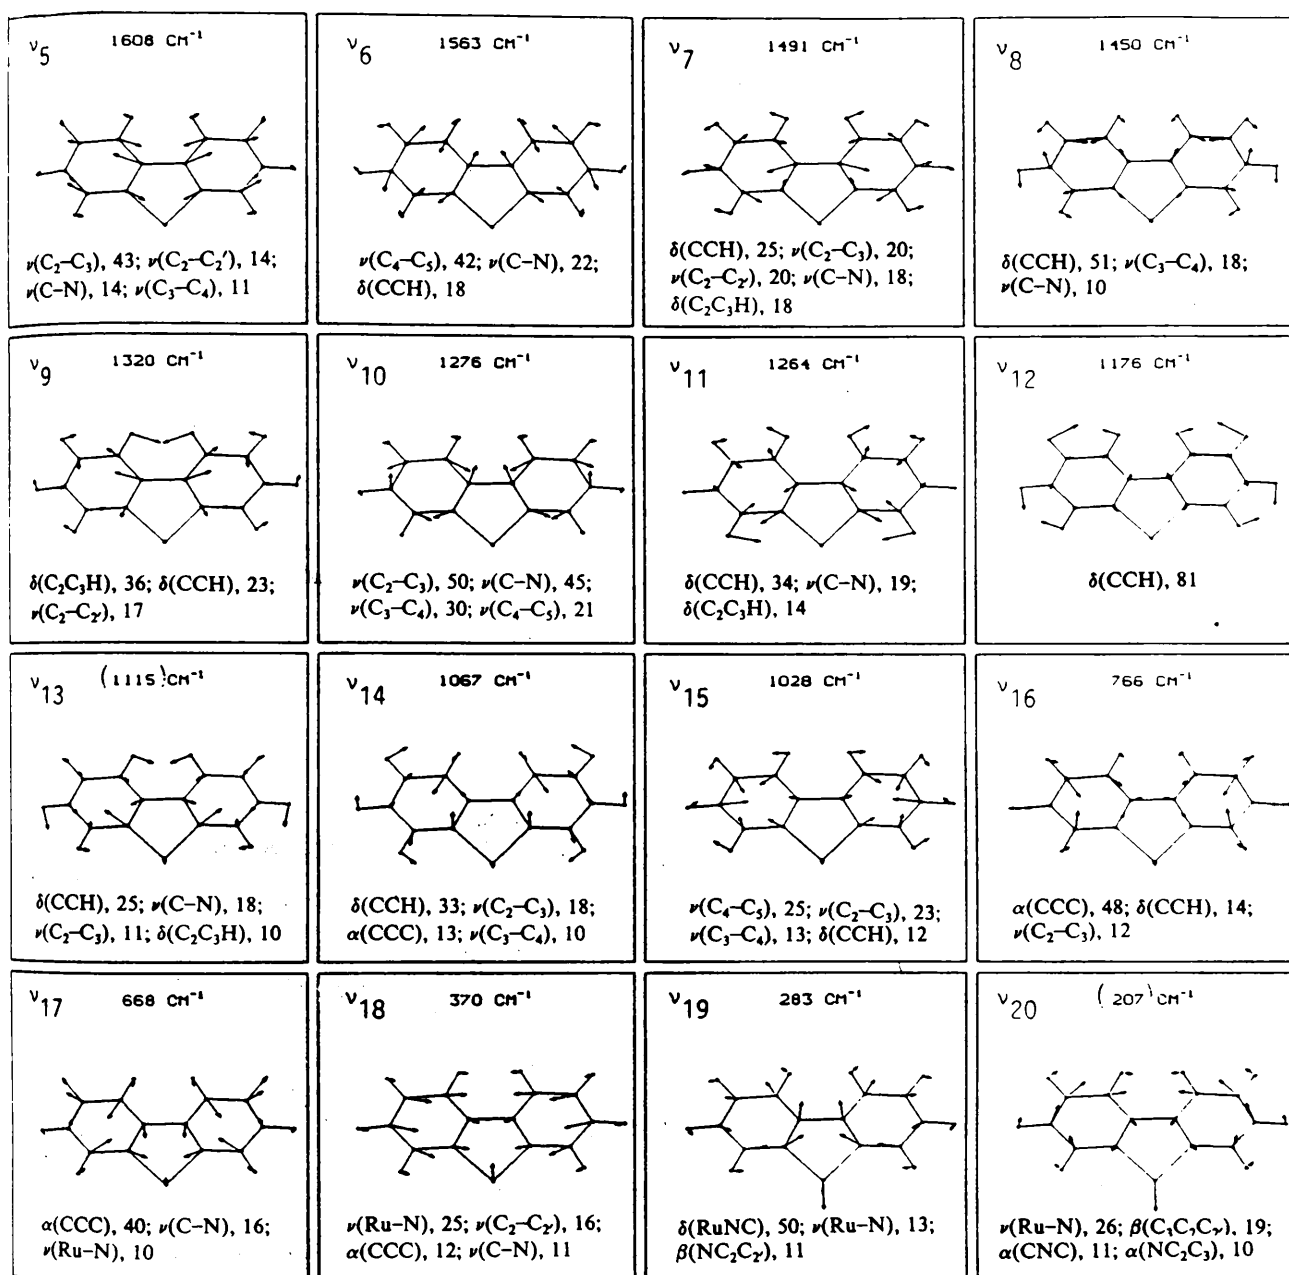 ν5 1608 CM⁻¹
ν(C₂–C₃), 43; ν(C₂–C₂′), 14;
ν(C–N), 14; ν(C₃–C₄), 11
ν6 1563 CM⁻¹
ν(C₄–C₅), 42; ν(C–N), 22;
δ(CCH), 18
ν7 1491 CM⁻¹
δ(CCH), 25; ν(C₂–C₃), 20;
ν(C₂–C₂′), 20; ν(C–N), 18;
δ(C₂C₃H), 18
ν8 1450 CM⁻¹
δ(CCH), 51; ν(C₃–C₄), 18;
ν(C–N), 10
ν9 1320 CM⁻¹
δ(C₂C₃H), 36; δ(CCH), 23;
ν(C₂–C₂′), 17
ν10 1276 CM⁻¹
ν(C₂–C₃), 50; ν(C–N), 45;
ν(C₃–C₄), 30; ν(C₄–C₅), 21
ν11 1264 CM⁻¹
δ(CCH), 34; ν(C–N), 19;
δ(C₂C₃H), 14
ν12 1176 CM⁻¹
δ(CCH), 81
ν13 (1115) CM⁻¹
δ(CCH), 25; ν(C–N), 18;
ν(C₂–C₃), 11; δ(C₂C₃H), 10
ν14 1067 CM⁻¹
δ(CCH), 33; ν(C₂–C₃), 18;
α(CCC), 13; ν(C₃–C₄), 10
ν15 1028 CM⁻¹
ν(C₄–C₅), 25; ν(C₂–C₃), 23;
ν(C₃–C₄), 13; δ(CCH), 12
ν16 766 CM⁻¹
α(CCC), 48; δ(CCH), 14;
ν(C₂–C₃), 12
ν17 668 CM⁻¹
α(CCC), 40; ν(C–N), 16;
ν(Ru–N), 10
ν18 370 CM⁻¹
ν(Ru–N), 25; ν(C₂–C₂′), 16;
α(CCC), 12; ν(C–N), 11
ν19 283 CM⁻¹
δ(RuNC), 50; ν(Ru–N), 13;
β(NC₂C₂′), 11
ν20 (207) CM⁻¹
ν(Ru–N), 26; β(C₃C₂C₂′), 19;
α(CNC), 11; α(NC₂C₃), 10